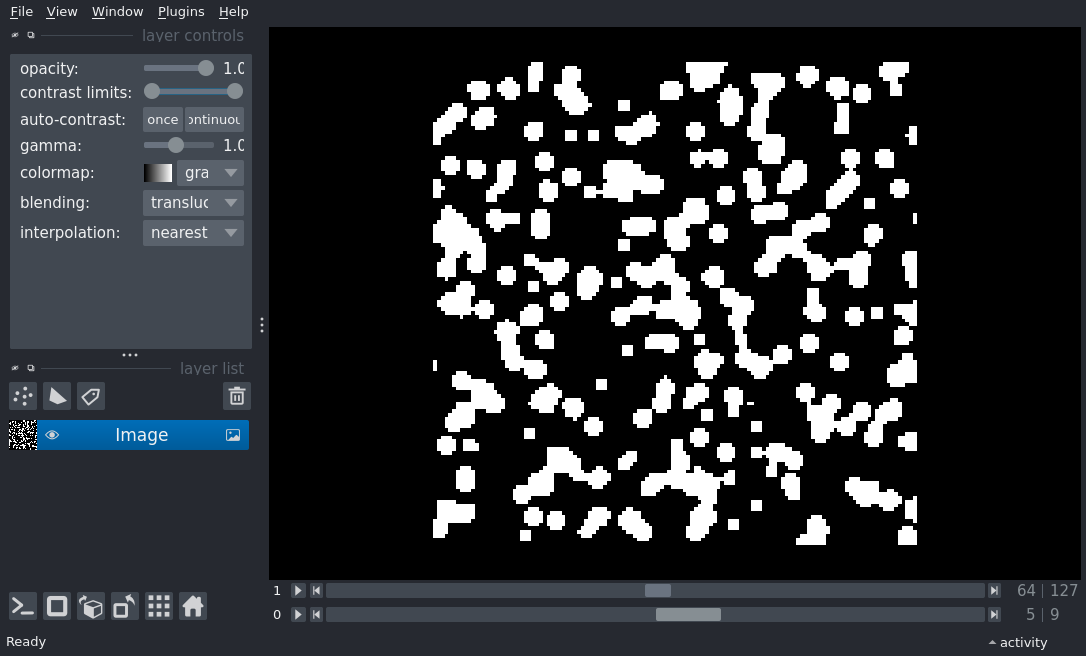 File View Window Plugins Help
layer controls
opacity: 1.0
contrast limits:
auto-contrast: once ontinuou
gamma: 1.0
colormap: gra
blending: transluc
interpolation: nearest
layer list
Image
1 64 | 127
0 5 | 9
Ready activity